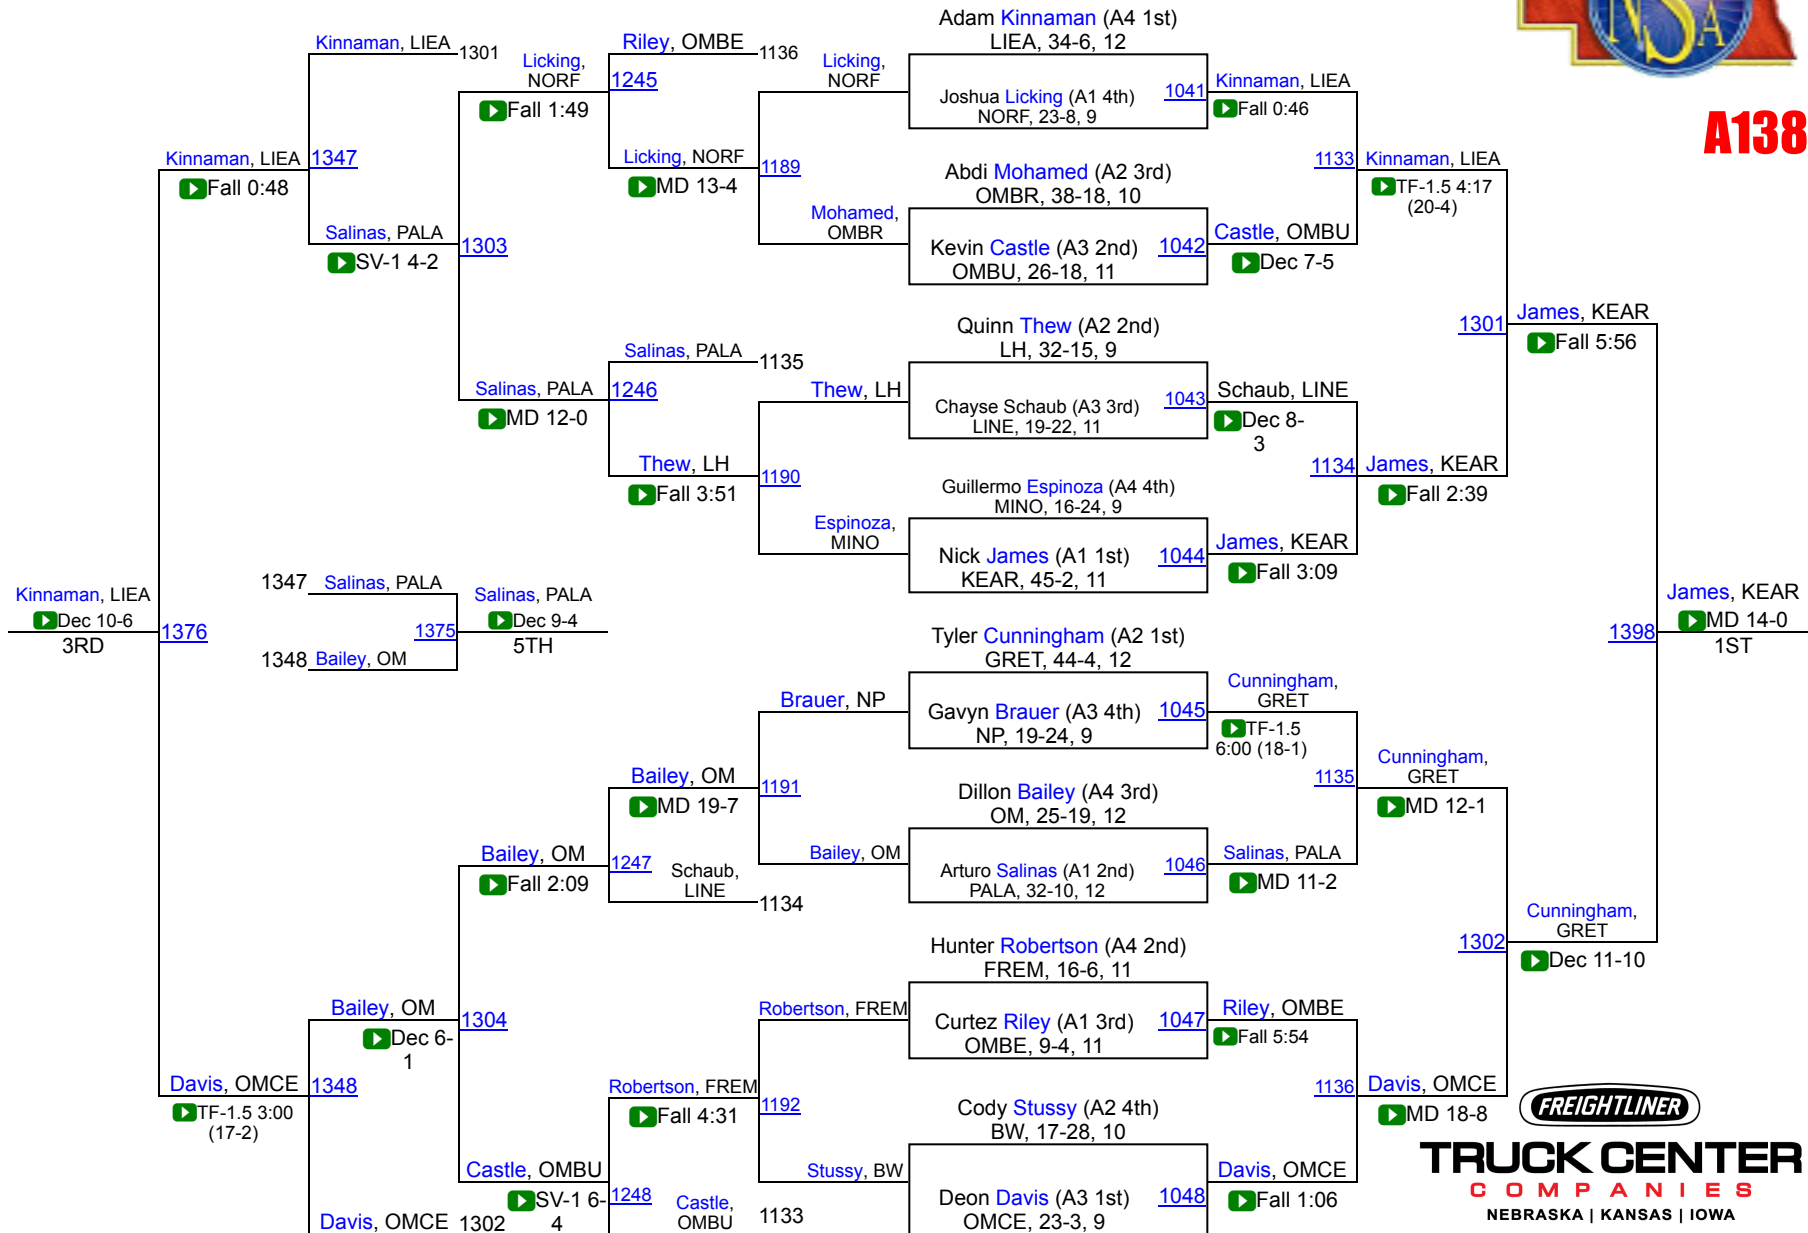 NSA
A138
Kinnaman, LIEA
1301
Licking,
NORF
Fall 1:49
Riley, OMBE
1136
1245
Licking, NORF
MD 13-4
Licking,
NORF
1189
Mohamed,
OMBR
Adam Kinnaman (A4 1st)
LIEA, 34-6, 12
Joshua Licking (A1 4th)
NORF, 23-8, 9
1041
Kinnaman, LIEA
Fall 0:46
Abdi Mohamed (A2 3rd)
OMBR, 38-18, 10
Kevin Castle (A3 2nd)
OMBU, 26-18, 11
1042
Castle, OMBU
Dec 7-5
1133
Kinnaman, LIEA
TF-1.5 4:17
(20-4)
Kinnaman, LIEA
Fall 0:48
1347
Salinas, PALA
SV-1 4-2
1303
Salinas, PALA
MD 12-0
Salinas, PALA
1135
1246
Thew, LH
Fall 3:51
Thew, LH
1190
Espinoza,
MINO
Quinn Thew (A2 2nd)
LH, 32-15, 9
Chayse Schaub (A3 3rd)
LINE, 19-22, 11
1043
Schaub, LINE
Dec 8-
3
Guillermo Espinoza (A4 4th)
MINO, 16-24, 9
Nick James (A1 1st)
KEAR, 45-2, 11
1044
James, KEAR
Fall 3:09
1134
James, KEAR
Fall 2:39
1301
James, KEAR
Fall 5:56
Kinnaman, LIEA
Dec 10-6
3RD
1376
1347
Salinas, PALA
1348
Bailey, OM
1375
Salinas, PALA
Dec 9-4
5TH
1398
James, KEAR
MD 14-0
1ST
Brauer, NP
Bailey, OM
MD 19-7
1191
Bailey, OM
Tyler Cunningham (A2 1st)
GRET, 44-4, 12
Gavyn Brauer (A3 4th)
NP, 19-24, 9
1045
Cunningham,
GRET
TF-1.5
6:00 (18-1)
Dillon Bailey (A4 3rd)
OM, 25-19, 12
Arturo Salinas (A1 2nd)
PALA, 32-10, 12
1046
Salinas, PALA
MD 11-2
1135
Cunningham,
GRET
MD 12-1
Bailey, OM
Fall 2:09
1247
Schaub,
LINE
1134
1302
Cunningham,
GRET
Dec 11-10
Bailey, OM
Dec 6-
1
1304
Davis, OMCE
TF-1.5 3:00
(17-2)
1348
Davis, OMCE
1302
Castle, OMBU
SV-1 6-
4
Robertson, FREM
Fall 4:31
1248
Castle,
OMBU
1133
Robertson, FREM
1192
Stussy, BW
Hunter Robertson (A4 2nd)
FREM, 16-6, 11
Curtez Riley (A1 3rd)
OMBE, 9-4, 11
1047
Riley, OMBE
Fall 5:54
Cody Stussy (A2 4th)
BW, 17-28, 10
Deon Davis (A3 1st)
OMCE, 23-3, 9
1048
Davis, OMCE
Fall 1:06
1136
Davis, OMCE
MD 18-8
FREIGHTLINER
TRUCK CENTER
COMPANIES
NEBRASKA | KANSAS | IOWA